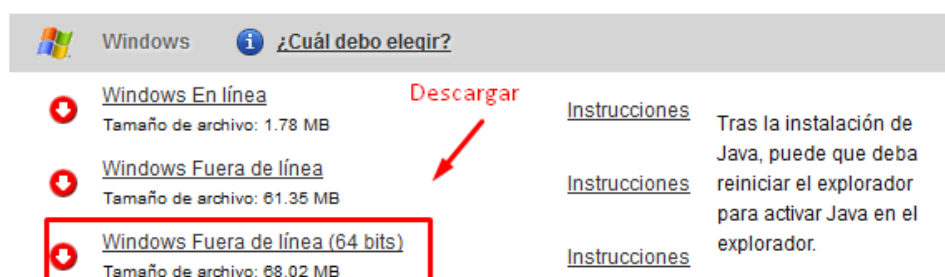 Windows ¿Cuál debo elegir?
Windows En línea
Descargar
Tamaño de archivo: 1.78 MB
Instrucciones
Windows Fuera de línea
Tamaño de archivo: 61.35 MB
Instrucciones
Windows Fuera de línea (64 bits)
Tamaño de archivo: 68.02 MB
Instrucciones
Tras la instalación de
Java, puede que deba
reiniciar el explorador
para activar Java en el
explorador.